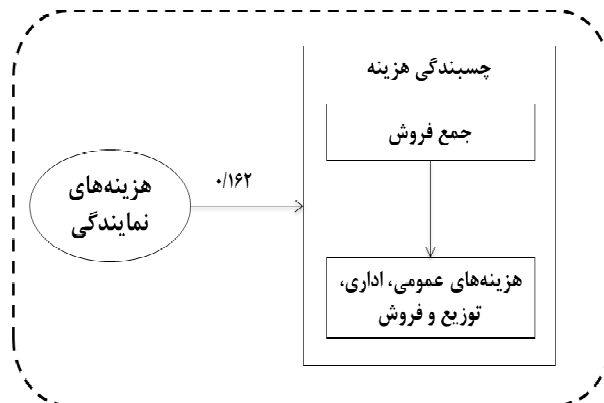 چسبندگی هزینه
جمع فروش
۰/۱۶۲
هزینه‌های
نمایندگی
هزینه‌های عمومی، اداری،
توزیع و فروش